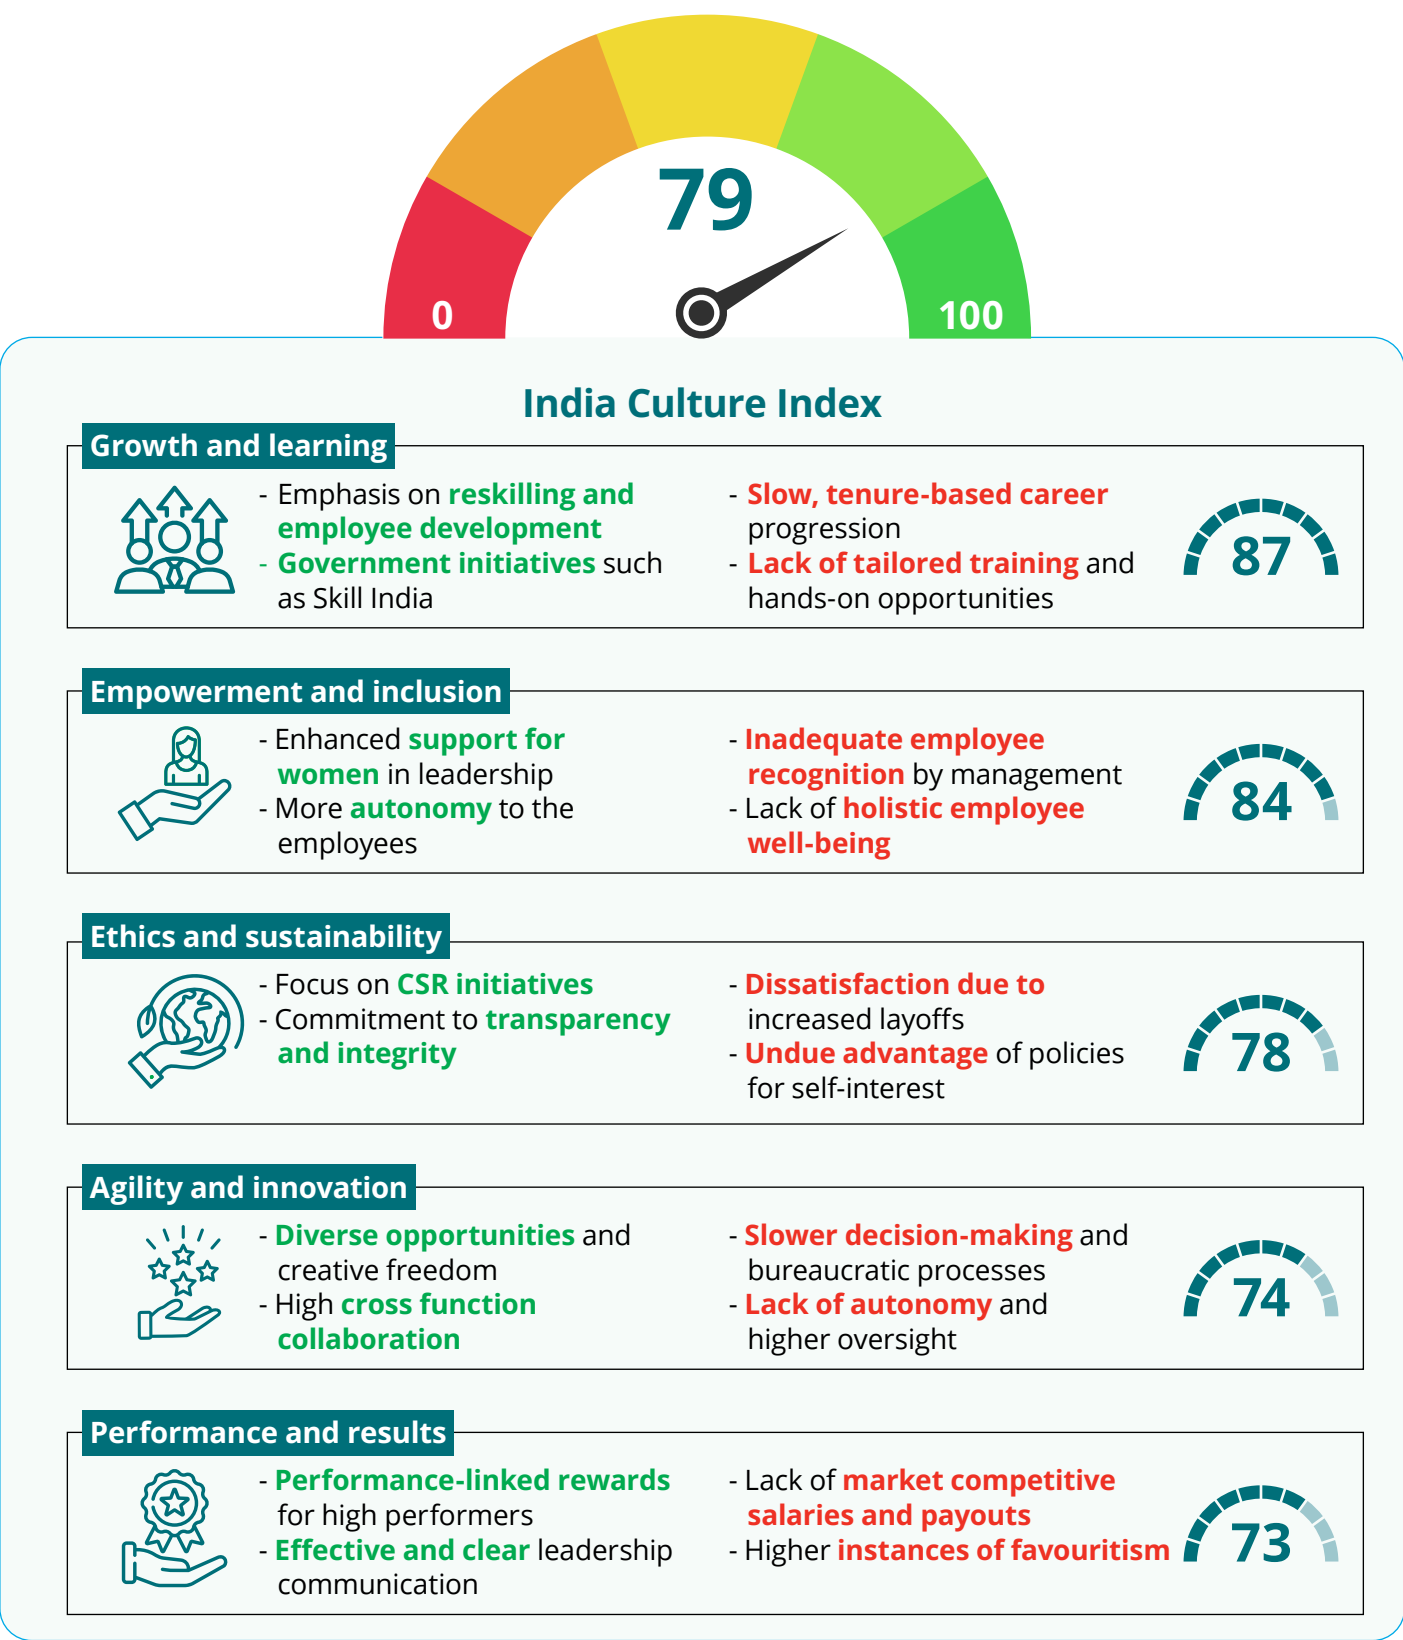 79
0
100
India Culture Index
Growth and learning
- Emphasis on reskilling and
employee development
- Government initiatives such
as Skill India
- Slow, tenure-based career
progression
- Lack of tailored training and
hands-on opportunities
87
Empowerment and inclusion
- Enhanced support for
women in leadership
- More autonomy to the
employees
- Inadequate employee
recognition by management
- Lack of holistic employee
well-being
84
Ethics and sustainability
- Focus on CSR initiatives
- Commitment to transparency
and integrity
- Dissatisfaction due to
increased layoffs
- Undue advantage of policies
for self-interest
78
Agility and innovation
- Diverse opportunities and
creative freedom
- High cross function
collaboration
- Slower decision-making and
bureaucratic processes
- Lack of autonomy and
higher oversight
74
Performance and results
- Performance-linked rewards
for high performers
- Effective and clear leadership
communication
- Lack of market competitive
salaries and payouts
- Higher instances of favouritism
73